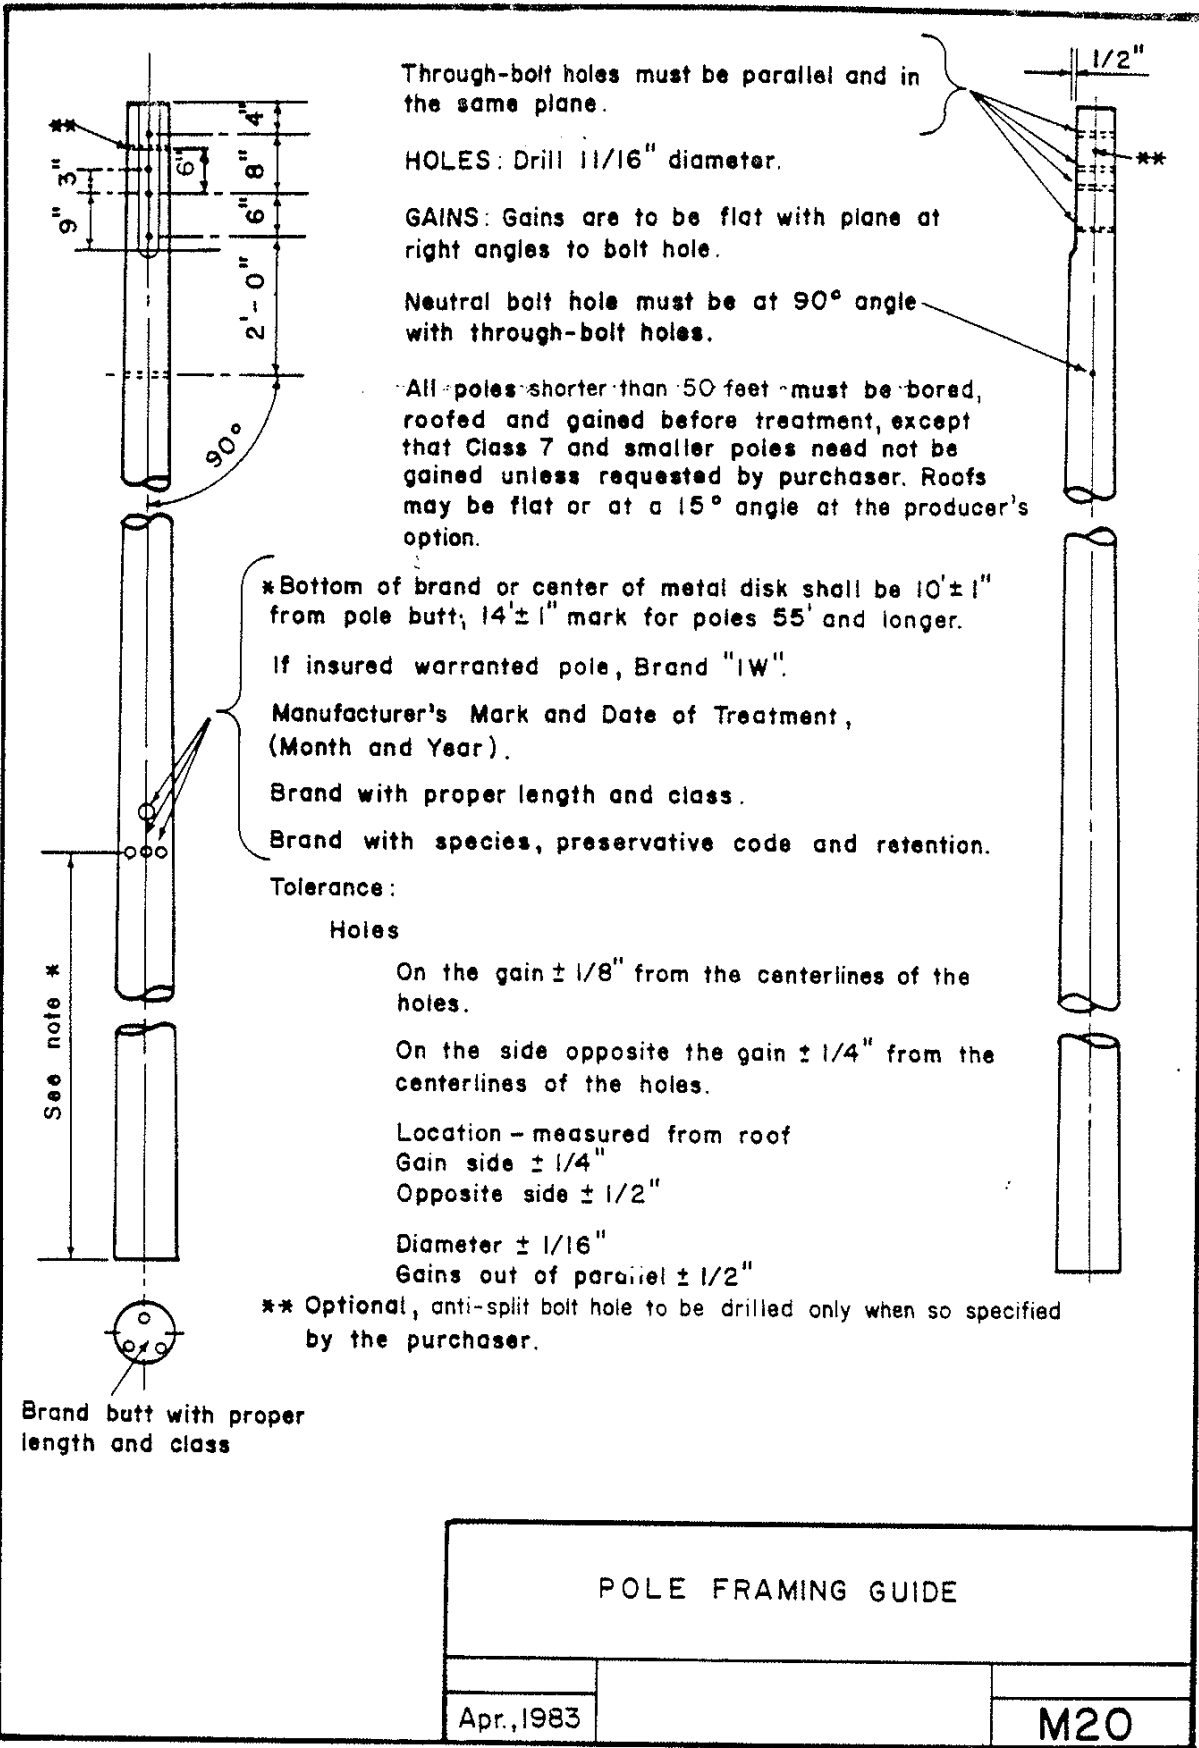 Through-bolt holes must be parallel and in
the same plane.
HOLES: Drill 11/16" diameter.
GAINS: Gains are to be flat with plane at
right angles to bolt hole.
Neutral bolt hole must be at 90° angle
with through-bolt holes.
All poles shorter than 50 feet must be bored,
roofed and gained before treatment, except
that Class 7 and smaller poles need not be
gained unless requested by purchaser. Roofs
may be flat or at a 15° angle at the producer's
option.
1/2"
**
**
4"
8"
6"
6"
3"
9"
2'-0"
90°
*Bottom of brand or center of metal disk shall be 10'± 1"
from pole butt; 14'± 1" mark for poles 55' and longer.
If insured warranted pole, Brand "IW".
Manufacturer's Mark and Date of Treatment,
(Month and Year).
Brand with proper length and class.
Brand with species, preservative code and retention.
See note *
Tolerance:
Holes
On the gain ± 1/8" from the centerlines of the
holes.
On the side opposite the gain ± 1/4" from the
centerlines of the holes.
Location - measured from roof
Gain side ± 1/4"
Opposite side ± 1/2"
Diameter ± 1/16"
Gains out of parallel ± 1/2"
** Optional, anti-split bolt hole to be drilled only when so specified
by the purchaser.
Brand butt with proper
length and class
POLE FRAMING GUIDE
Apr., 1983
M20